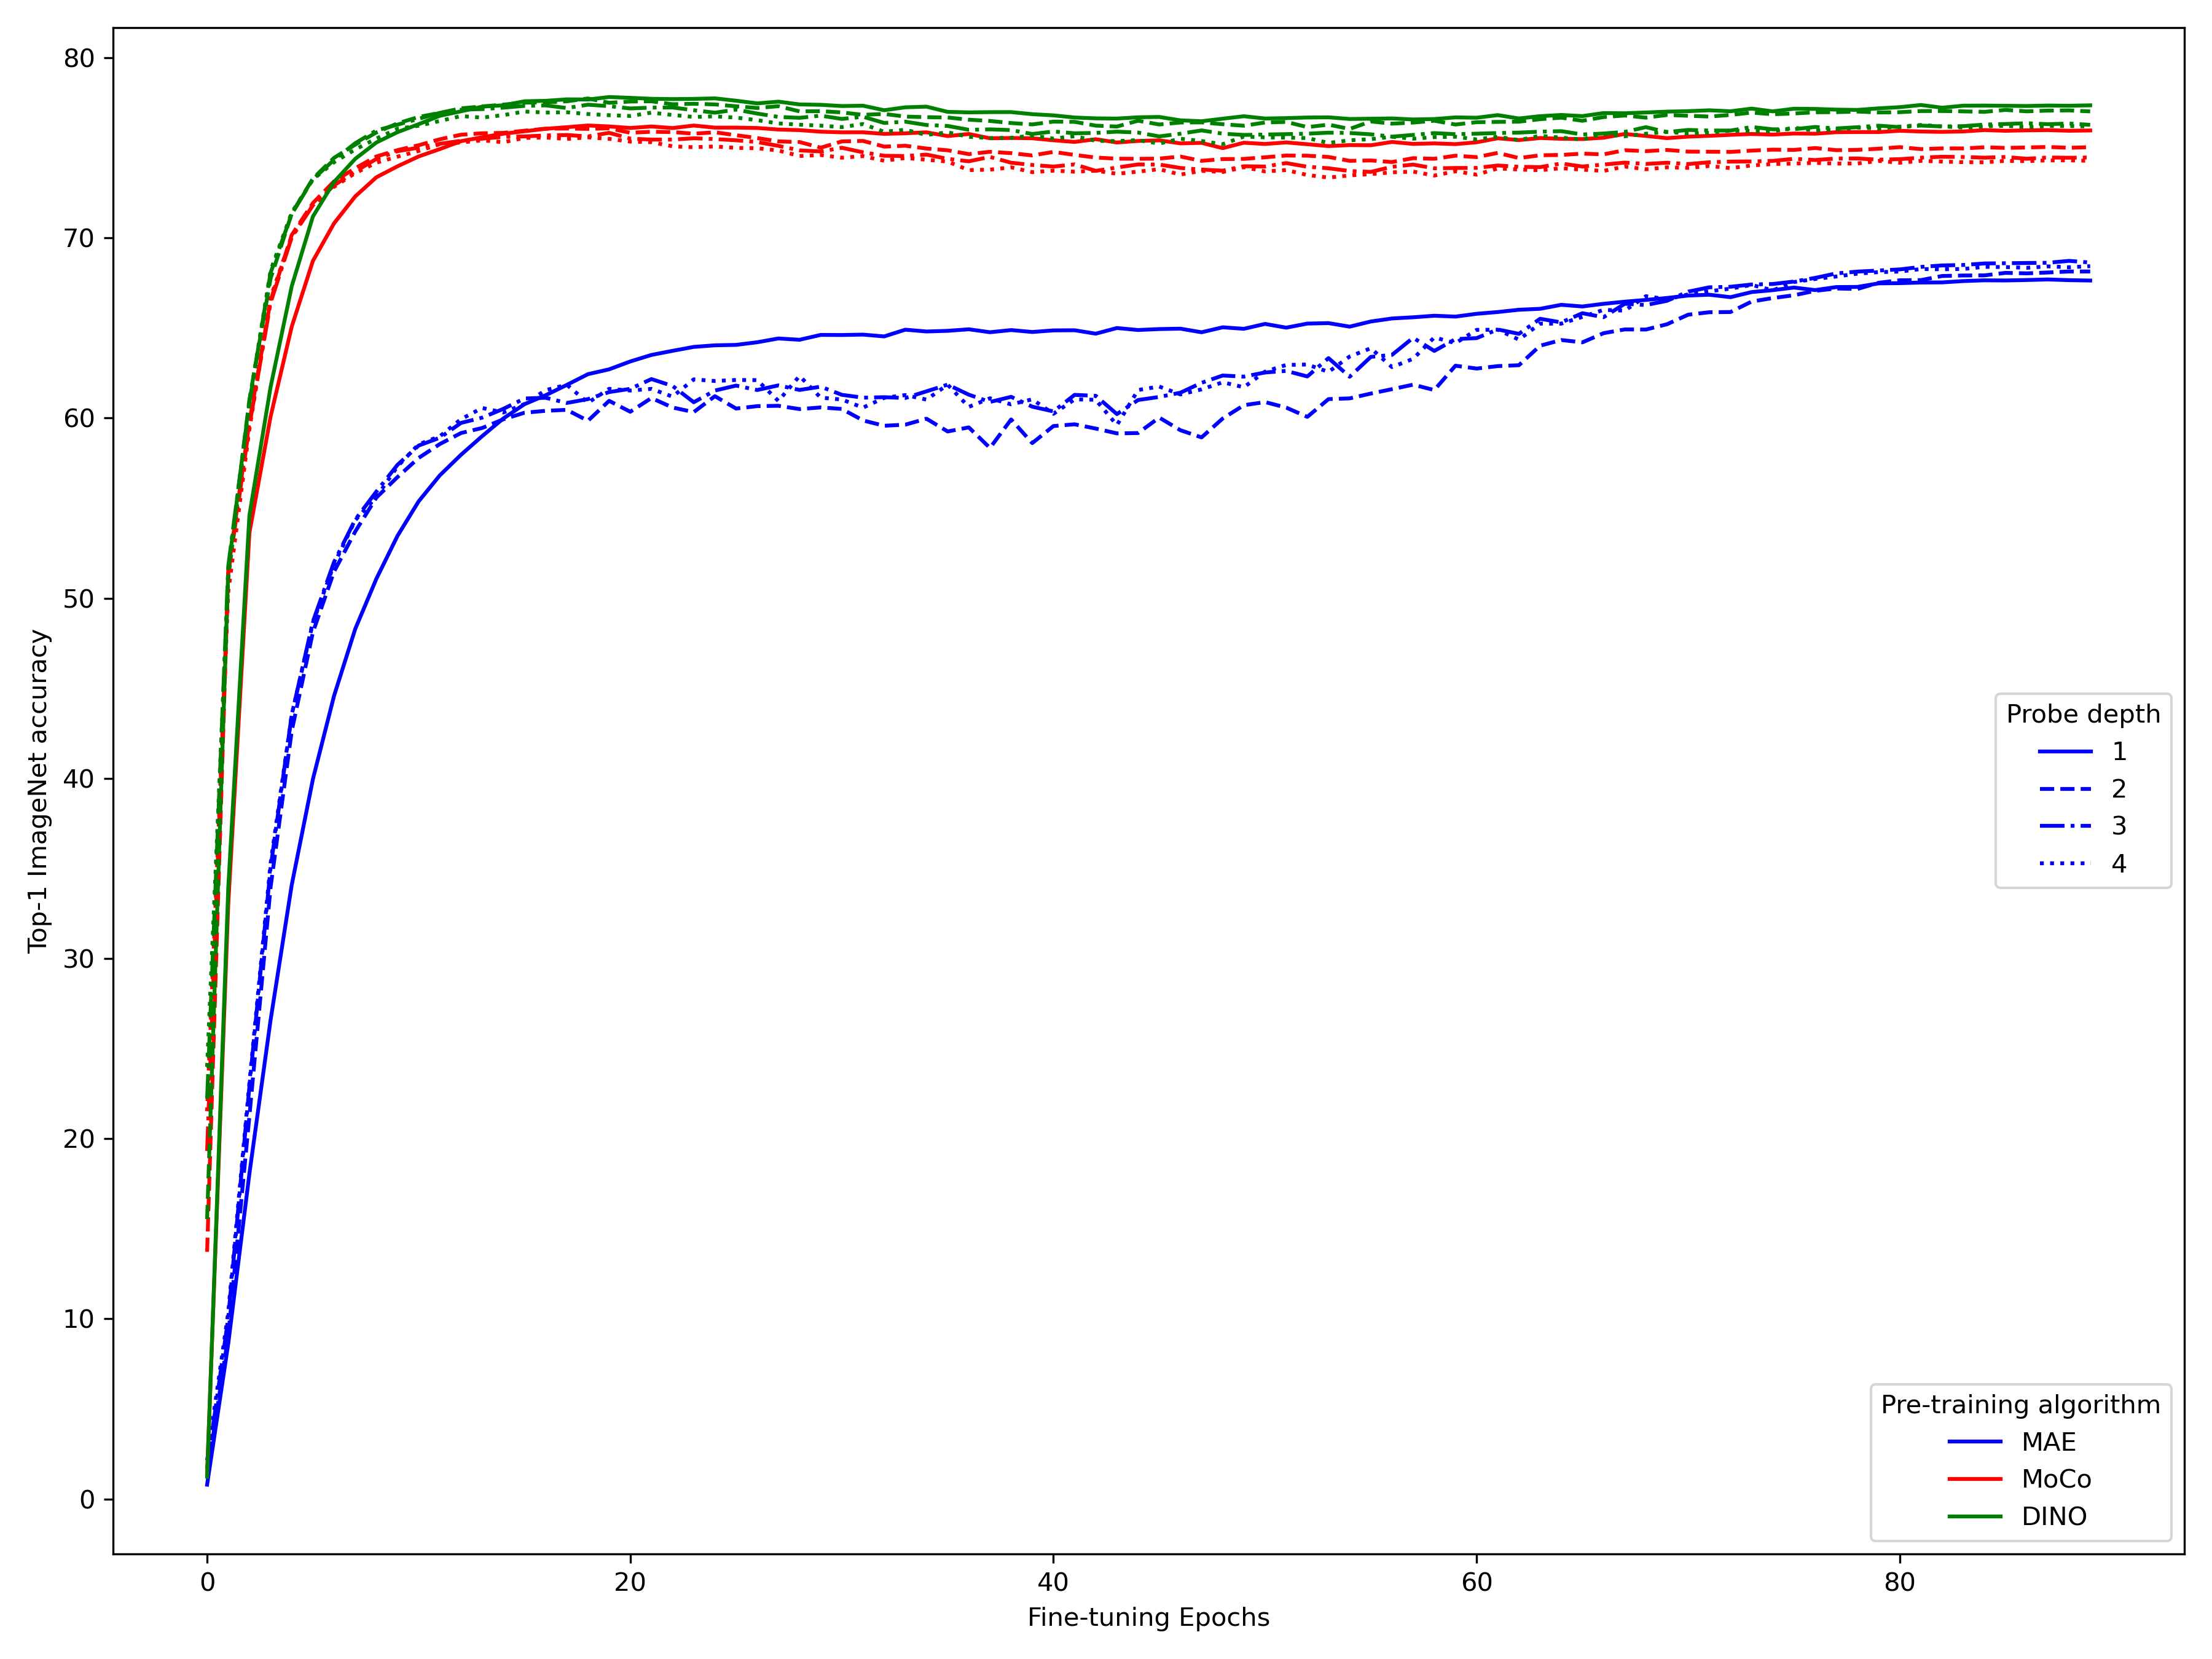 80
70
60
50
40
30
20
10
0
Top-1 ImageNet accuracy
Probe depth
1
2
3
4
Pre-training algorithm
MAE
MoCo
DINO
0 20 40 60 80
Fine-tuning Epochs